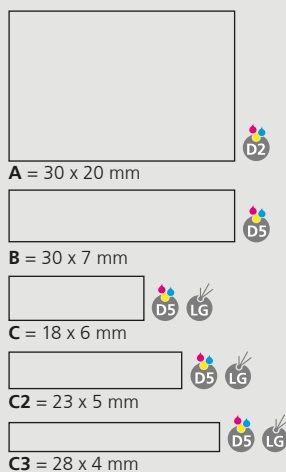 D2
A = 30 x 20 mm
D5
B = 30 x 7 mm
D5 LG
C = 18 x 6 mm
D5 LG
C2 = 23 x 5 mm
D5 LG
C3 = 28 x 4 mm